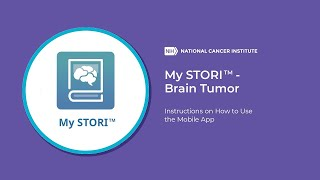 NIH NATIONAL CANCER INSTITUTE
My STORI™ -
Brain Tumor
Instructions on How to Use
the Mobile App
My STORI™